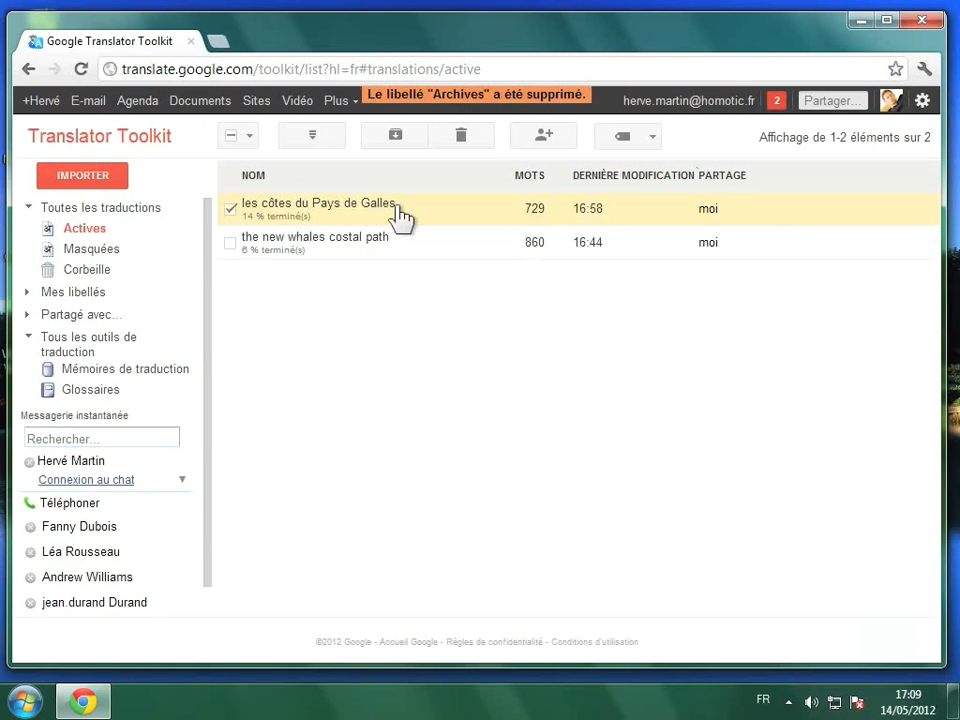 Google Translator Toolkit
translate.google.com/toolkit/list?hl=fr#translations/active
+Hervé E-mail Agenda Documents Sites Vidéo Plus
Le libellé "Archives" a été supprimé.
herve.martin@homotic.fr 2 Partager...
Translator Toolkit
Affichage de 1-2 éléments sur 2
IMPORTER
NOM MOTS DERNIÈRE MODIFICATION PARTAGE
les côtes du Pays de Galles 729 16:58 moi
14 % terminé(s)
the new whales costal path 860 16:44 moi
6 % terminé(s)
Toutes les traductions
Actives
Masquées
Corbeille
Mes libellés
Partagé avec...
Tous les outils de
traduction
Mémoires de traduction
Glossaires
Messagerie instantanée
Rechercher...
Hervé Martin
Connexion au chat
Téléphoner
Fanny Dubois
Léa Rousseau
Andrew Williams
jean.durand Durand
©2012 Google - Accueil Google - Règles de confidentialité - Conditions d'utilisation
FR
17:09
14/05/2012